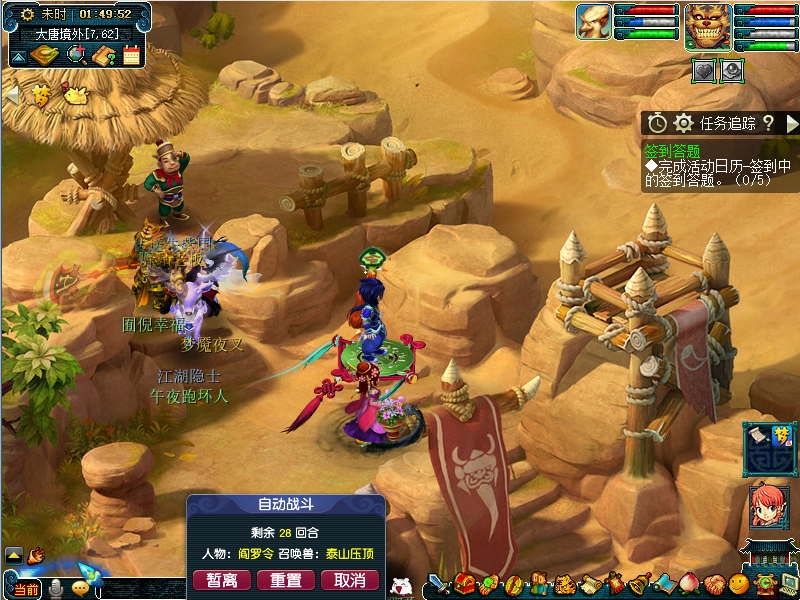 未时 01:49:52
大唐境外[7,62]
任务追踪
签到答题
◆完成活动日历-签到中
的签到答题。(0/5)
囿倪幸福
梦魔夜叉
江湖隐士
午夜跑环人
自动战斗
剩余 28 回合
人物: 阎罗令 召唤兽: 泰山压顶
暂离 重置 取消
当前